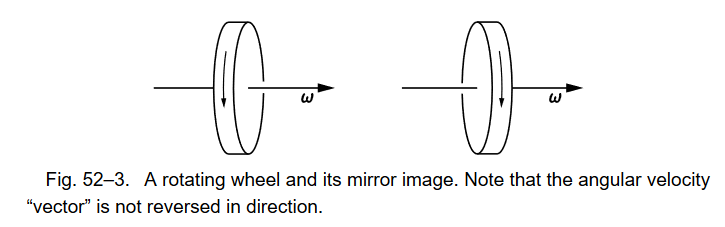 ω ω
Fig. 52–3. A rotating wheel and its mirror image. Note that the angular velocity
“vector” is not reversed in direction.